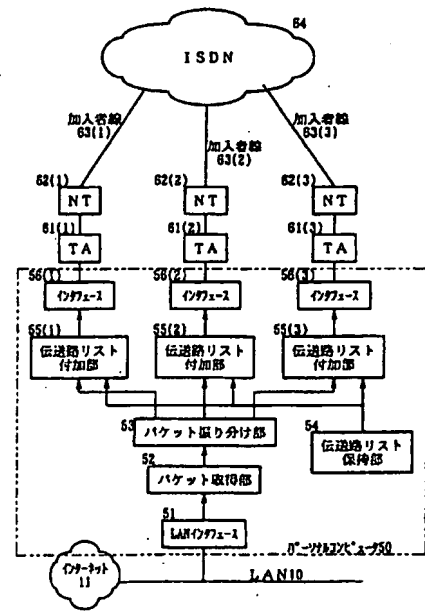 64
ISDN
加入者線 加入者線 加入者線
63(1) 63(2) 63(3)
62(1) 62(2) 62(3)
NT NT NT
61(1) 61(2) 61(3)
TA TA TA
56(1) 56(2) 56(3)
インタフェース インタフェース インタフェース
55(1) 55(2) 55(3)
伝送路リスト 伝送路リスト 伝送路リスト
付加部 付加部 付加部
53 54
パケット振り分け部 伝送路リスト
保持部
52
パケット取得部
51
LANインタフェース
パーソナルコンピュータ50
インターネット
11
LAN10